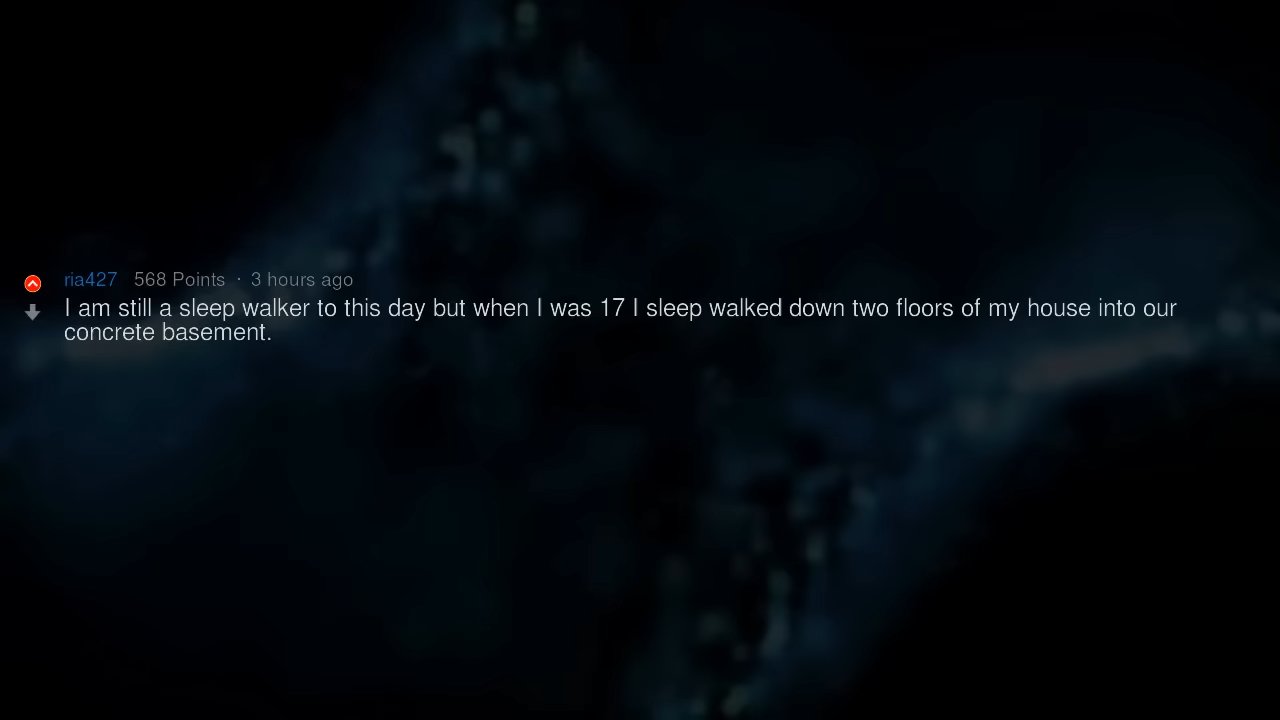 ria427 568 Points · 3 hours ago
I am still a sleep walker to this day but when I was 17 I sleep walked down two floors of my house into our
concrete basement.